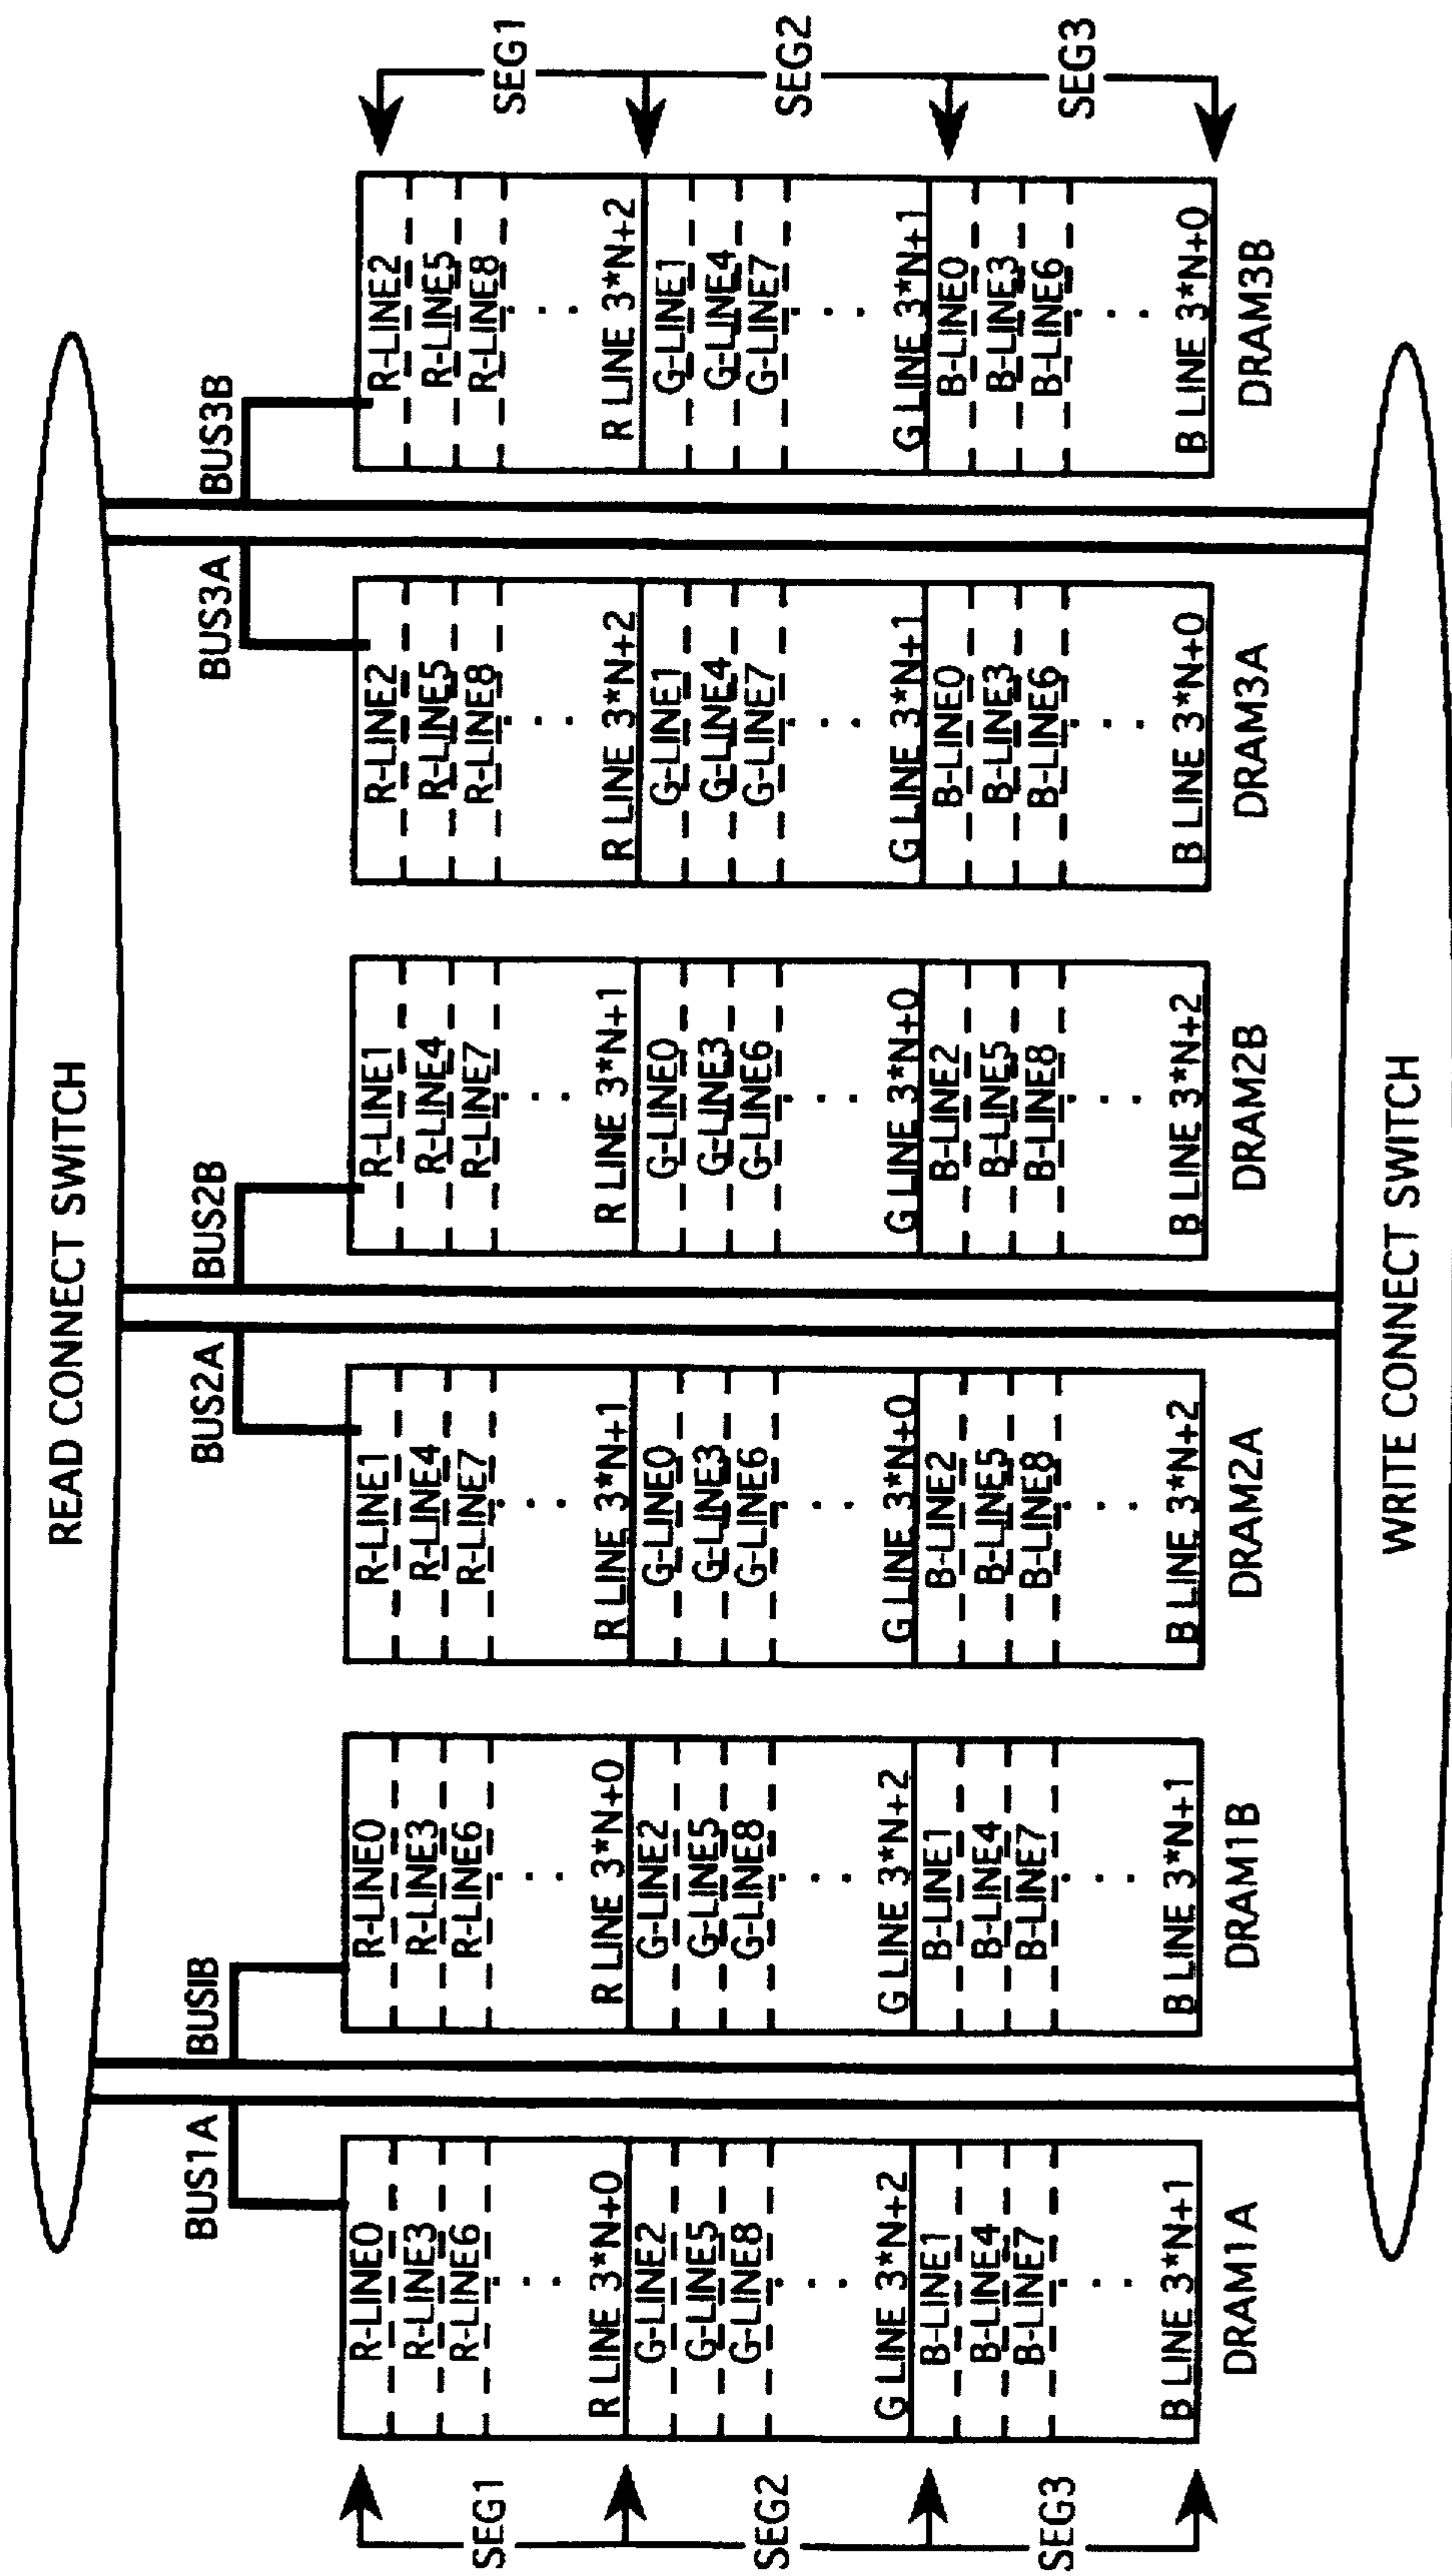 READ CONNECT SWITCH
BUS1A
BUS1B
BUS2A
BUS2B
BUS3A
BUS3B
SEG1
SEG2
SEG3
R-LINE0
R-LINE3
R-LINE6
R LINE 3*N+0
G-LINE2
G-LINE5
G-LINE8
G LINE 3*N+2
B-LINE1
B-LINE4
B-LINE7
B LINE 3*N+1
DRAM1A
R-LINE0
R-LINE3
R-LINE6
R LINE 3*N+0
G-LINE2
G-LINE5
G-LINE8
G LINE 3*N+2
B-LINE1
B-LINE4
B-LINE7
B LINE 3*N+1
DRAM1B
R-LINE1
R-LINE4
R-LINE7
R LINE 3*N+1
G-LINE0
G-LINE3
G-LINE6
G LINE 3*N+0
B-LINE2
B-LINE5
B-LINE8
B LINE 3*N+2
DRAM2A
R-LINE1
R-LINE4
R-LINE7
R LINE 3*N+1
G-LINE0
G-LINE3
G-LINE6
G LINE 3*N+0
B-LINE2
B-LINE5
B-LINE8
B LINE 3*N+2
DRAM2B
R-LINE2
R-LINE5
R-LINE8
R LINE 3*N+2
G-LINE1
G-LINE4
G-LINE7
G LINE 3*N+1
B-LINE0
B-LINE3
B-LINE6
B LINE 3*N+0
DRAM3A
R-LINE2
R-LINE5
R-LINE8
R LINE 3*N+2
G-LINE1
G-LINE4
G-LINE7
G LINE 3*N+1
B-LINE0
B-LINE3
B-LINE6
B LINE 3*N+0
DRAM3B
SEG1
SEG2
SEG3
WRITE CONNECT SWITCH